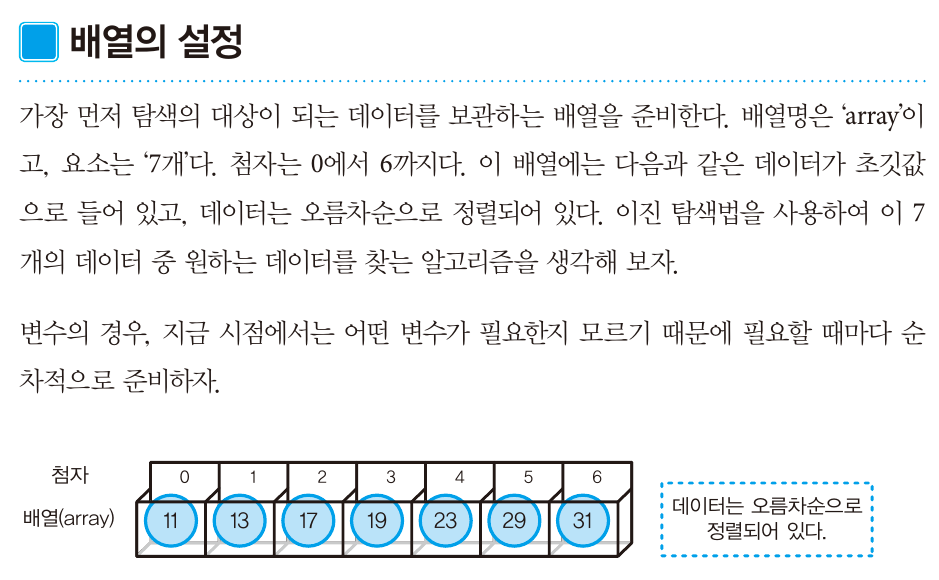 배열의 설정
가장 먼저 탐색의 대상이 되는 데이터를 보관하는 배열을 준비한다. 배열명은 ‘array’이
고, 요소는 ‘7개’다. 첨자는 0에서 6까지다. 이 배열에는 다음과 같은 데이터가 초깃값
으로 들어 있고, 데이터는 오름차순으로 정렬되어 있다. 이진 탐색법을 사용하여 이 7
개의 데이터 중 원하는 데이터를 찾는 알고리즘을 생각해 보자.
변수의 경우, 지금 시점에서는 어떤 변수가 필요한지 모르기 때문에 필요할 때마다 순
차적으로 준비하자.
첨자 0 1 2 3 4 5 6
배열(array) 11 13 17 19 23 29 31
데이터는 오름차순으로
정렬되어 있다.